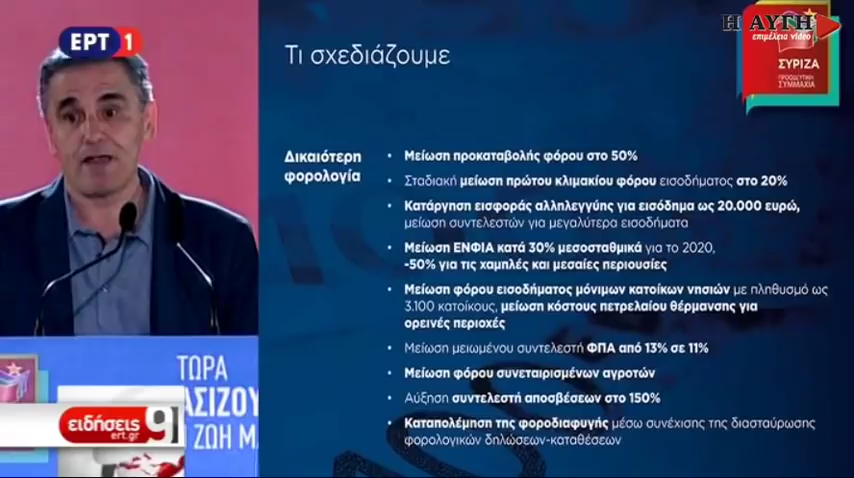 ΕΡΤ 1
Η ΑΥΓΗ
επιμέλεια video
ΣΥΡΙΖΑ
ΠΡΟΟΔΕΥΤΙΚΗ
ΣΥΜΜΑΧΙΑ
Τι σχεδιάζουμε
Δικαιότερη
φορολογία
• Μείωση προκαταβολής φόρου στο 50%
• Σταδιακή μείωση πρώτου κλιμακίου φόρου εισοδήματος στο 20%
• Κατάργηση εισφοράς αλληλεγγύης για εισόδημα ως 20.000 ευρώ,
μείωση συντελεστών για μεγαλύτερα εισοδήματα
• Μείωση ΕΝΦΙΑ κατά 30% μεσοσταθμικά για το 2020,
-50% για τις χαμηλές και μεσαίες περιουσίες
• Μείωση φόρου εισοδήματος μόνιμων κατοίκων νησιών με πληθυσμό ως
3.100 κατοίκους, μείωση κόστους πετρελαίου θέρμανσης για
ορεινές περιοχές
• Μείωση μειωμένου συντελεστή ΦΠΑ από 13% σε 11%
• Μείωση φόρου συνεταιρισμένων αγροτών
• Αύξηση συντελεστή αποσβέσεων στο 150%
• Καταπολέμηση της φοροδιαφυγής μέσω συνέχισης της διασταύρωσης
φορολογικών δηλώσεων-καταθέσεων
ΤΩΡΑ
ΑΣΙΖΟΥ
Ι ΖΩΗ Μ
ειδήσεις
ert.gr
9